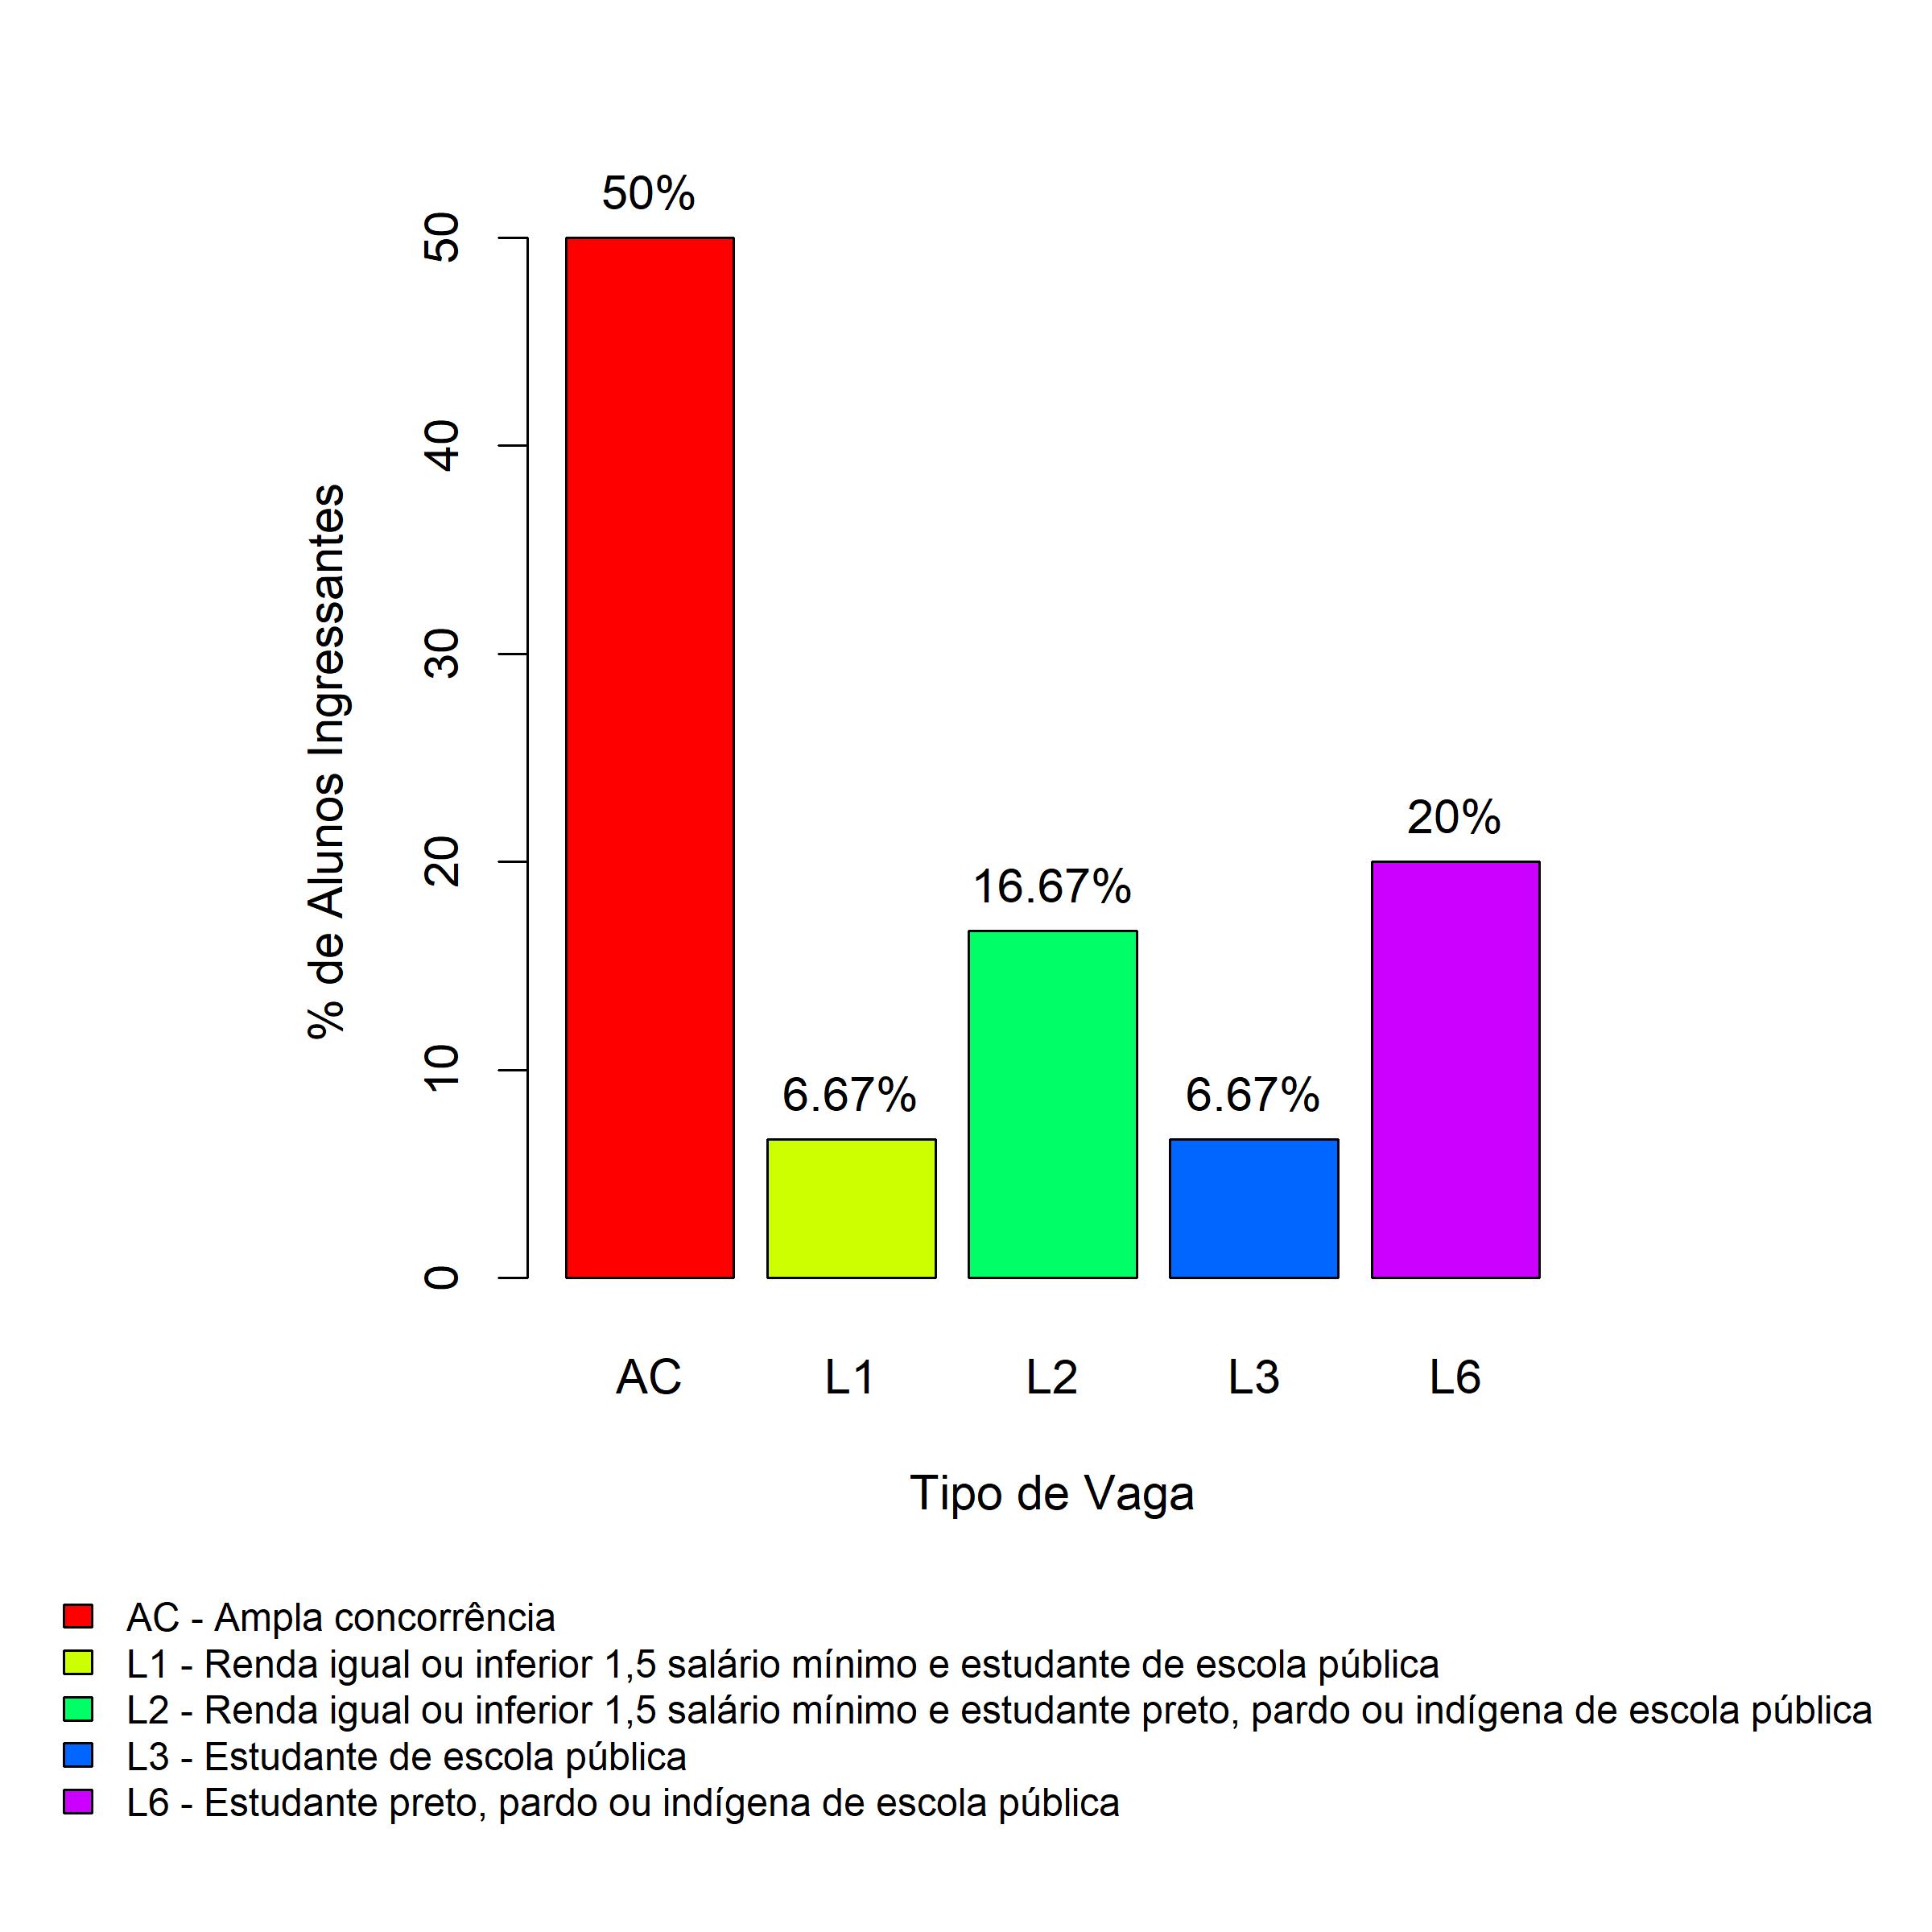 50%
50
40
30
20
10
0
% de Alunos Ingressantes
20%
16.67%
6.67%
6.67%
AC
L1
L2
L3
L6
Tipo de Vaga
AC - Ampla concorrência
L1 - Renda igual ou inferior 1,5 salário mínimo e estudante de escola pública
L2 - Renda igual ou inferior 1,5 salário mínimo e estudante preto, pardo ou indígena de escola pública
L3 - Estudante de escola pública
L6 - Estudante preto, pardo ou indígena de escola pública